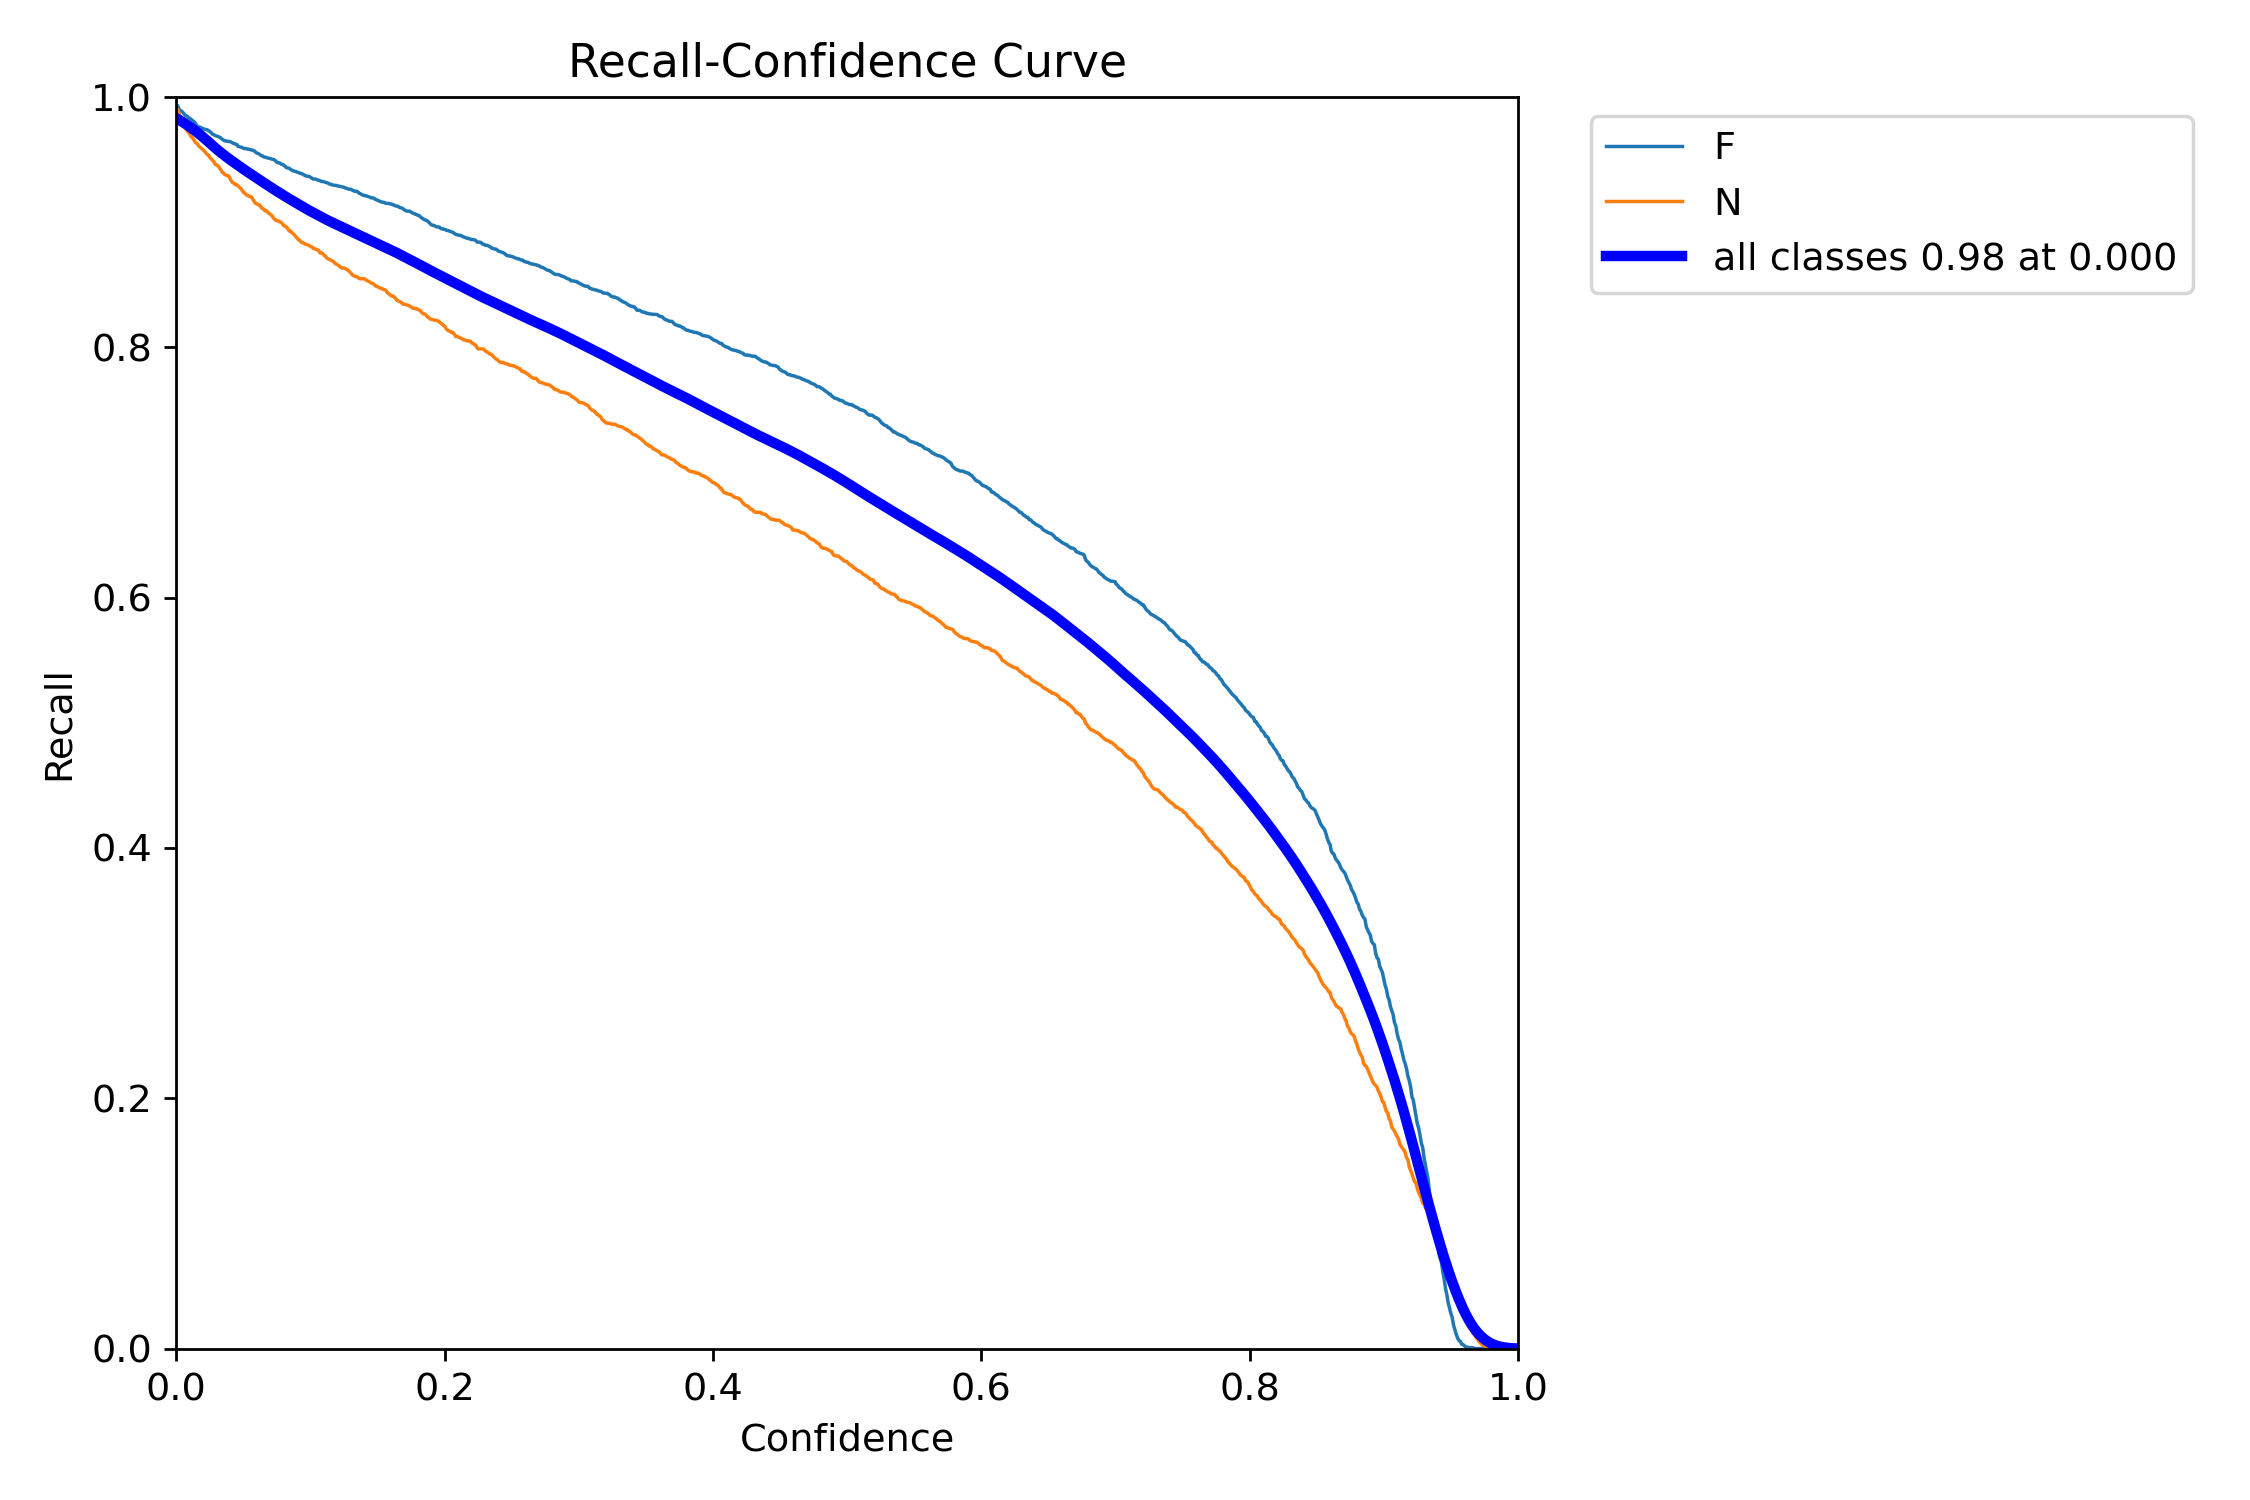 Recall-Confidence Curve
1.0
0.8
0.6
0.4
0.2
0.0
Recall
0.0 0.2 0.4 0.6 0.8 1.0
Confidence
F
N
all classes 0.98 at 0.000